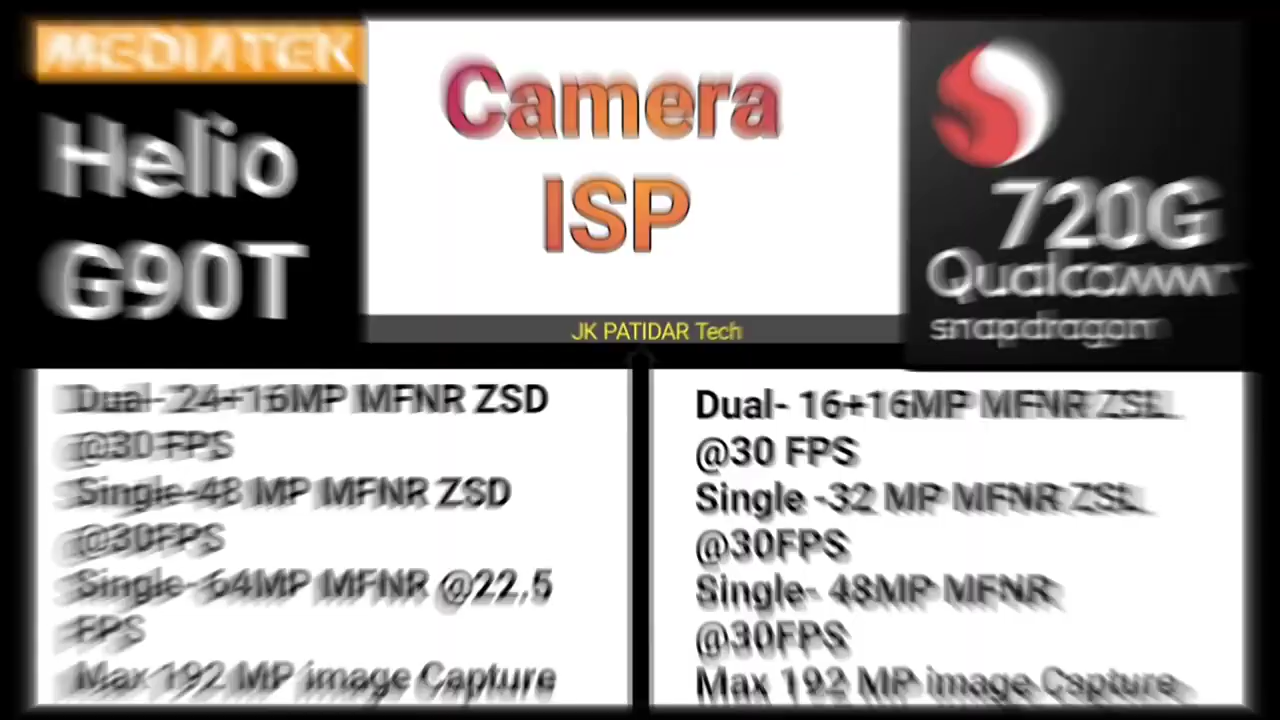 MEDIATEK
Helio
G90T
Camera
ISP
JK PATIDAR Tech
720G
Qualcomm
snapdragon
Dual- 24+16MP MFNR ZSD
@30 FPS
Single-48 MP MFNR ZSD
@30FPS
Single- 64MP MFNR @22.5
FPS
Max 192 MP image Capture
Dual- 16+16MP MFNR ZSL
@30 FPS
Single -32 MP MFNR ZSL
@30FPS
Single- 48MP MFNR
@30FPS
Max 192 MP image Capture